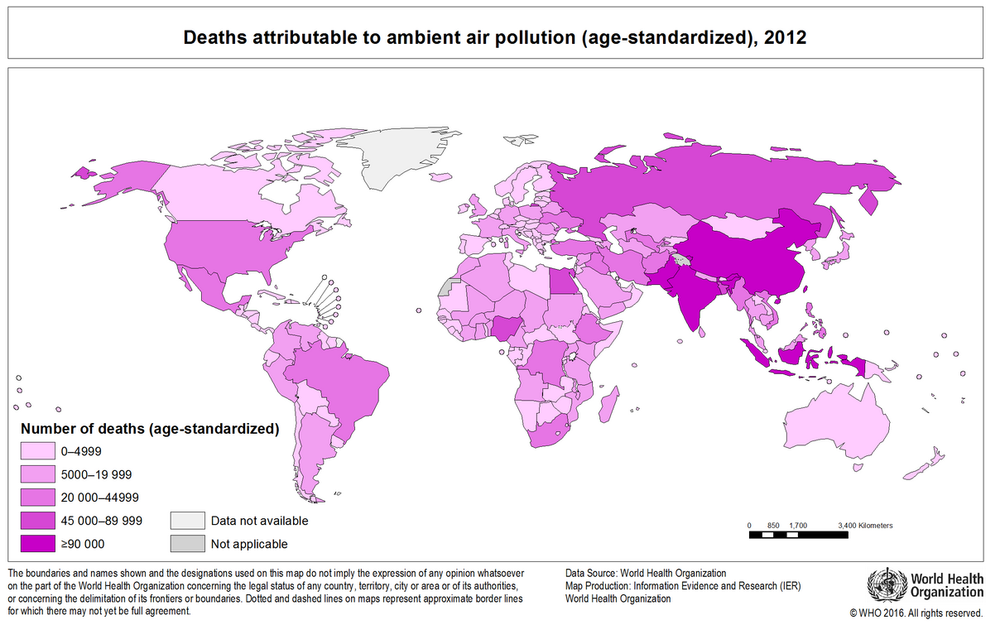 Deaths attributable to ambient air pollution (age-standardized), 2012
Number of deaths (age-standardized)
0–4999
5000–19 999
20 000–44999
45 000–89 999
≥90 000
Data not available
Not applicable
0 850 1,700 3,400 Kilometers
The boundaries and names shown and the designations used on this map do not imply the expression of any opinion whatsoever
on the part of the World Health Organization concerning the legal status of any country, territory, city or area or of its authorities,
or concerning the delimitation of its frontiers or boundaries. Dotted and dashed lines on maps represent approximate border lines
for which there may not yet be full agreement.
Data Source: World Health Organization
Map Production: Information Evidence and Research (IER)
World Health Organization
World Health
Organization
© WHO 2016. All rights reserved.